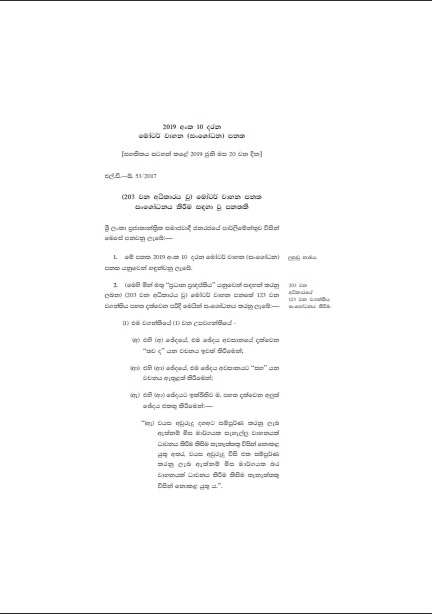 2019 අංක 10 දරන
මෝටර් වාහන (සංශෝධන) පනත
[සහතිකය සටහන් කළේ 2019 ජුනි මස 20 වන දින]
එල්.ඩී.—ඕ. 53/2017
(203 වන අධිකාරය වූ) මෝටර් වාහන පනත
සංශෝධනය කිරීම සඳහා වූ පනතකි
ශ්‍රී ලංකා ප්‍රජාතාන්ත්‍රික සමාජවාදී ජනරජයේ පාර්ලිමේන්තුව විසින්
මෙසේ පනවනු ලැබේ:—
1. මේ පනත 2019 අංක 10 දරන මෝටර් වාහන (සංශෝධන)
පනත යනුවෙන් හඳුන්වනු ලැබේ.
ලුහුඬු නාමය.
2. (මෙහි මින් මතු “ප්‍රධාන ප්‍රඥප්තිය” යනුවෙන් සඳහන් කරනු
ලබන) (203 වන අධිකාරය වූ) මෝටර් වාහන පනතේ 123 වන
වගන්තිය පහත දැක්වෙන පරිදි මෙයින් සංශෝධනය කරනු ලැබේ:—
203 වන
අධිකාරයේ
123 වන වගන්තිය
සංශෝධනය කිරීම.
(1) එම වගන්තියේ (1) වන උපවගන්තියේ -
(අ) එහි (අ) ඡේදයේ, එම ඡේදය අවසානයේ දැක්වෙන
“තව ද” යන වචනය ඉවත් කිරීමෙන්;
(ආ) එහි (ආ) ඡේදයේ, එම ඡේදය අවසානයට “සහ” යන
වචනය ඇතුළත් කිරීමෙන්;
(ඇ) එහි (ආ) ඡේදයට ඉක්බිතිව ම, පහත දැක්වෙන අලුත්
ඡේදය එකතු කිරීමෙන්:—
“(ඇ) වයස අවුරුදු දහඅට සම්පූර්ණ කරනු ලැබ
ඇත්නම් මිස මාර්ගයක සැහැල්ලු වාහනයක්
ධාවනය කිරීම කිසිම තැනැත්තකු විසින් නොකළ
යුතු අතර, වයස අවුරුදු විසි එක සම්පූර්ණ
කරනු ලැබ ඇත්නම් මිස මාර්ගයක බර
වාහනයක් ධාවනය කිරීම කිසිම තැනැත්තකු
විසින් නොකළ යුතු ය.”.